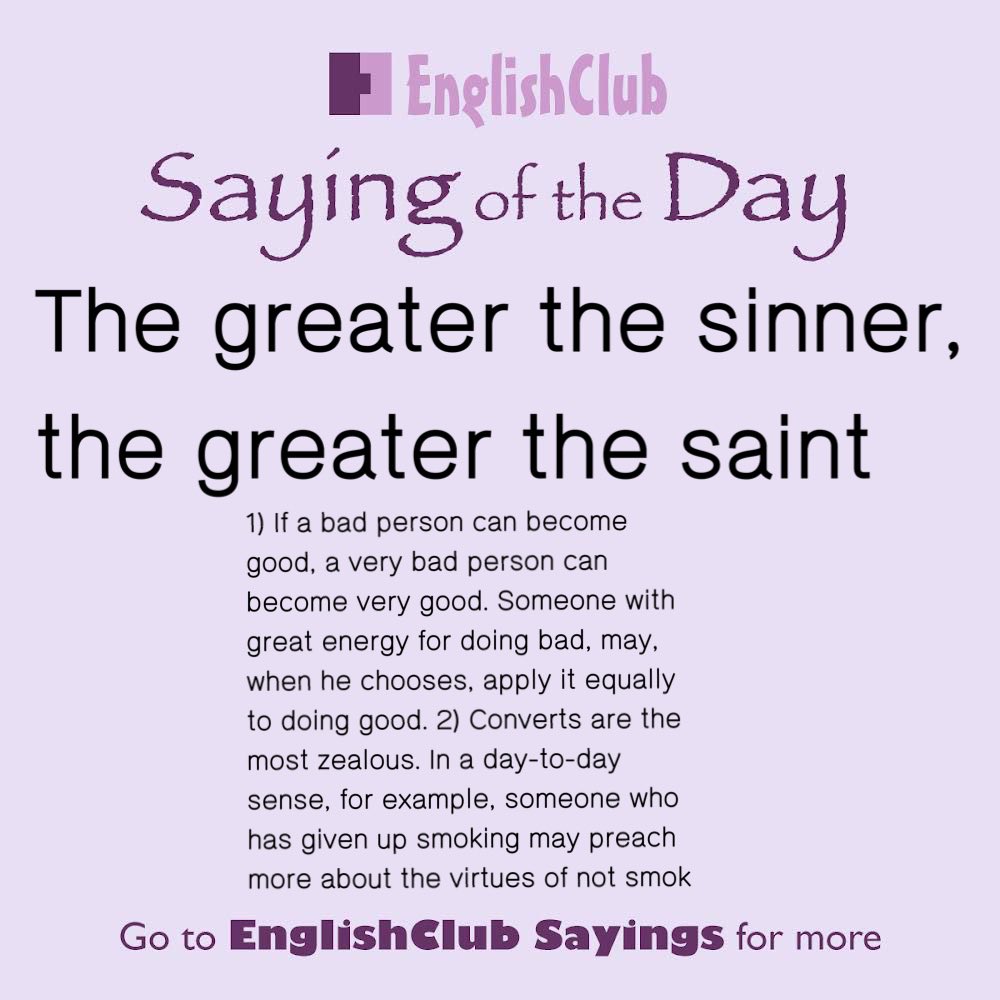 EnglishClub
Saying of the Day
The greater the sinner,
the greater the saint
1) If a bad person can become
good, a very bad person can
become very good. Someone with
great energy for doing bad, may,
when he chooses, apply it equally
to doing good. 2) Converts are the
most zealous. In a day-to-day
sense, for example, someone who
has given up smoking may preach
more about the virtues of not smok
Go to EnglishClub Sayings for more